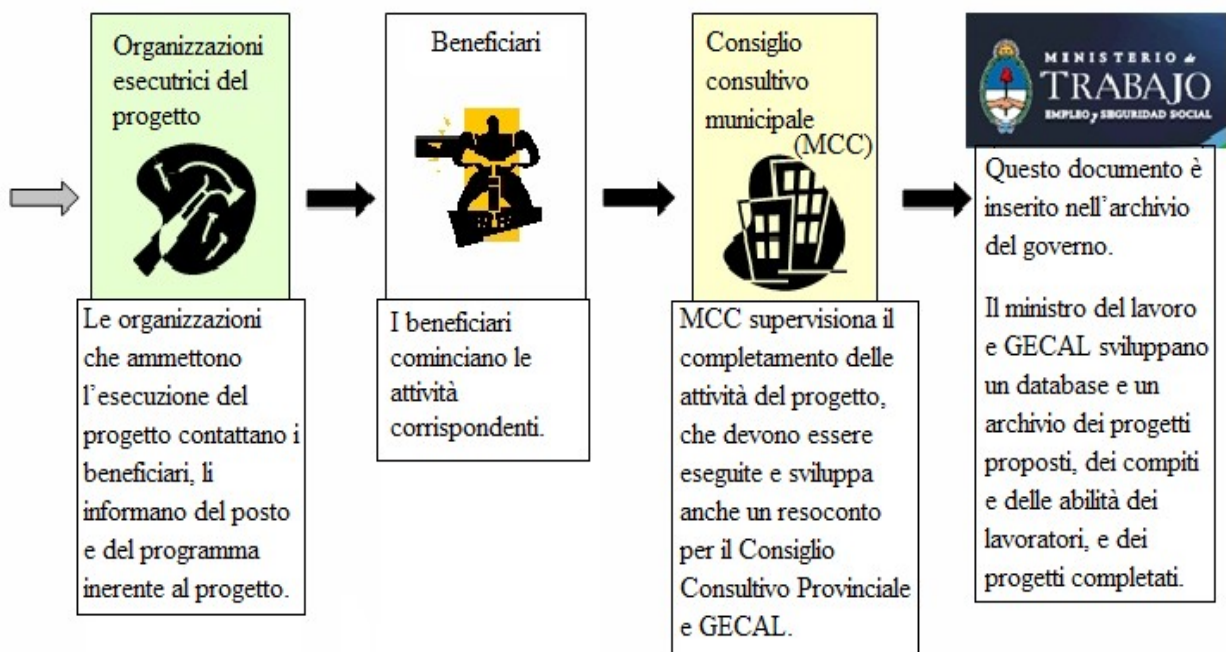 Organizzazioni
esecutrici del
progetto
Le organizzazioni
che ammettono
l'esecuzione del
progetto contattano i
beneficiari, li
informano del posto
e del programma
inerente al progetto.
Beneficiari
I beneficiari
cominciano le
attività
corrispondenti.
Consiglio
consultivo
municipale
(MCC)
MCC supervisiona il
completamento delle
attività del progetto,
che devono essere
eseguite e sviluppa
anche un resoconto
per il Consiglio
Consultivo Provinciale
e GECAL.
MINISTERIO de
TRABAJO
EMPLEO y SEGURIDAD SOCIAL
Questo documento è
inserito nell'archivio
del governo.
Il ministro del lavoro
e GECAL sviluppano
un database e un
archivio dei progetti
proposti, dei compiti
e delle abilità dei
lavoratori, e dei
progetti completati.